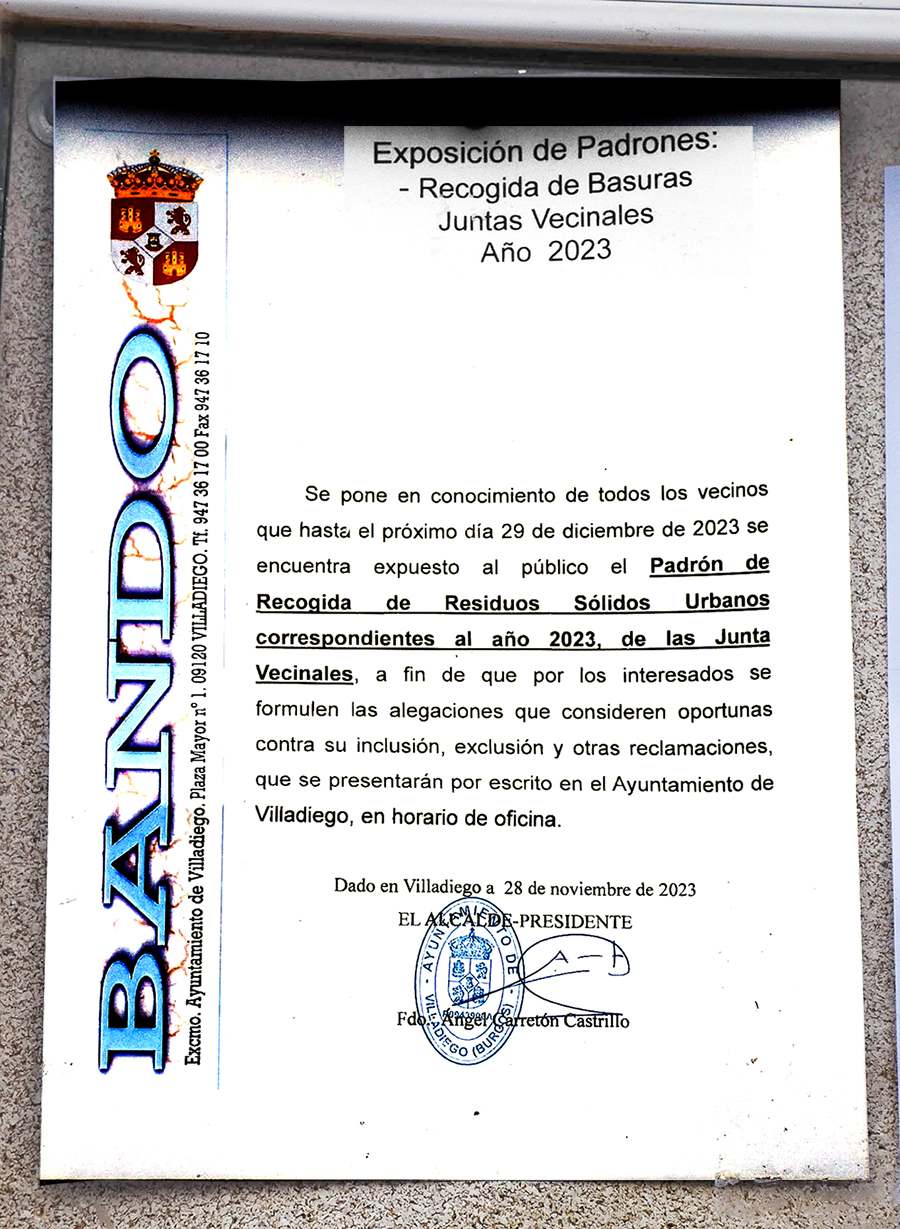 Exposición de Padrones:
- Recogida de Basuras
Juntas Vecinales
Año 2023
BANDO
Excmo. Ayuntamiento de Villadiego. Plaza Mayor nº 1. 09120 VILLADIEGO. Tf. 947 36 17 00 Fax 947 36 17 10
Se pone en conocimiento de todos los vecinos
que hasta el próximo día 29 de diciembre de 2023 se
encuentra expuesto al público el Padrón de
Recogida de Residuos Sólidos Urbanos
correspondientes al año 2023, de las Junta
Vecinales, a fin de que por los interesados se
formulen las alegaciones que consideren oportunas
contra su inclusión, exclusión y otras reclamaciones,
que se presentarán por escrito en el Ayuntamiento de
Villadiego, en horario de oficina.
Dado en Villadiego a 28 de noviembre de 2023
EL ALCALDE-PRESIDENTE
- AYUNTAMIENTO DE -
VILLADIEGO (BURGOS)
Fdo. Ángel Carretón Castrillo